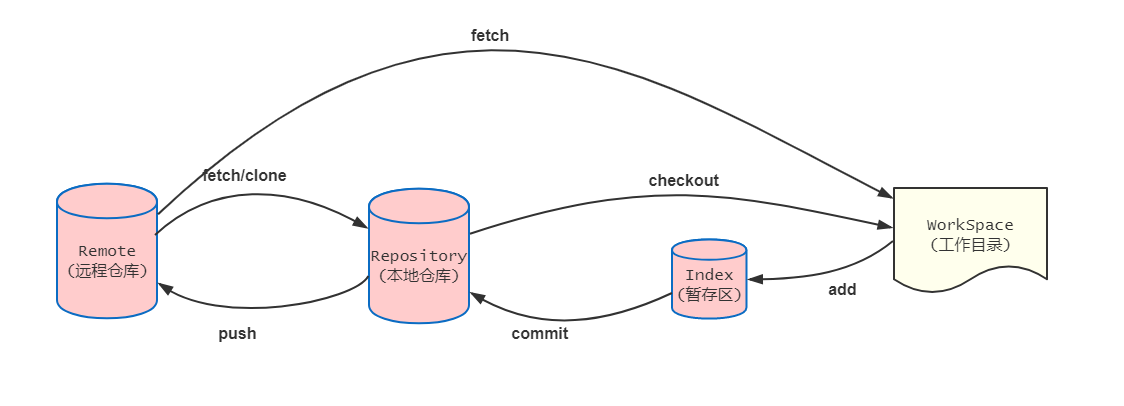 fetch
fetch/clone
checkout
Remote
(远程仓库)
Repository
(本地仓库)
Index
(暂存区)
WorkSpace
(工作目录)
add
push
commit